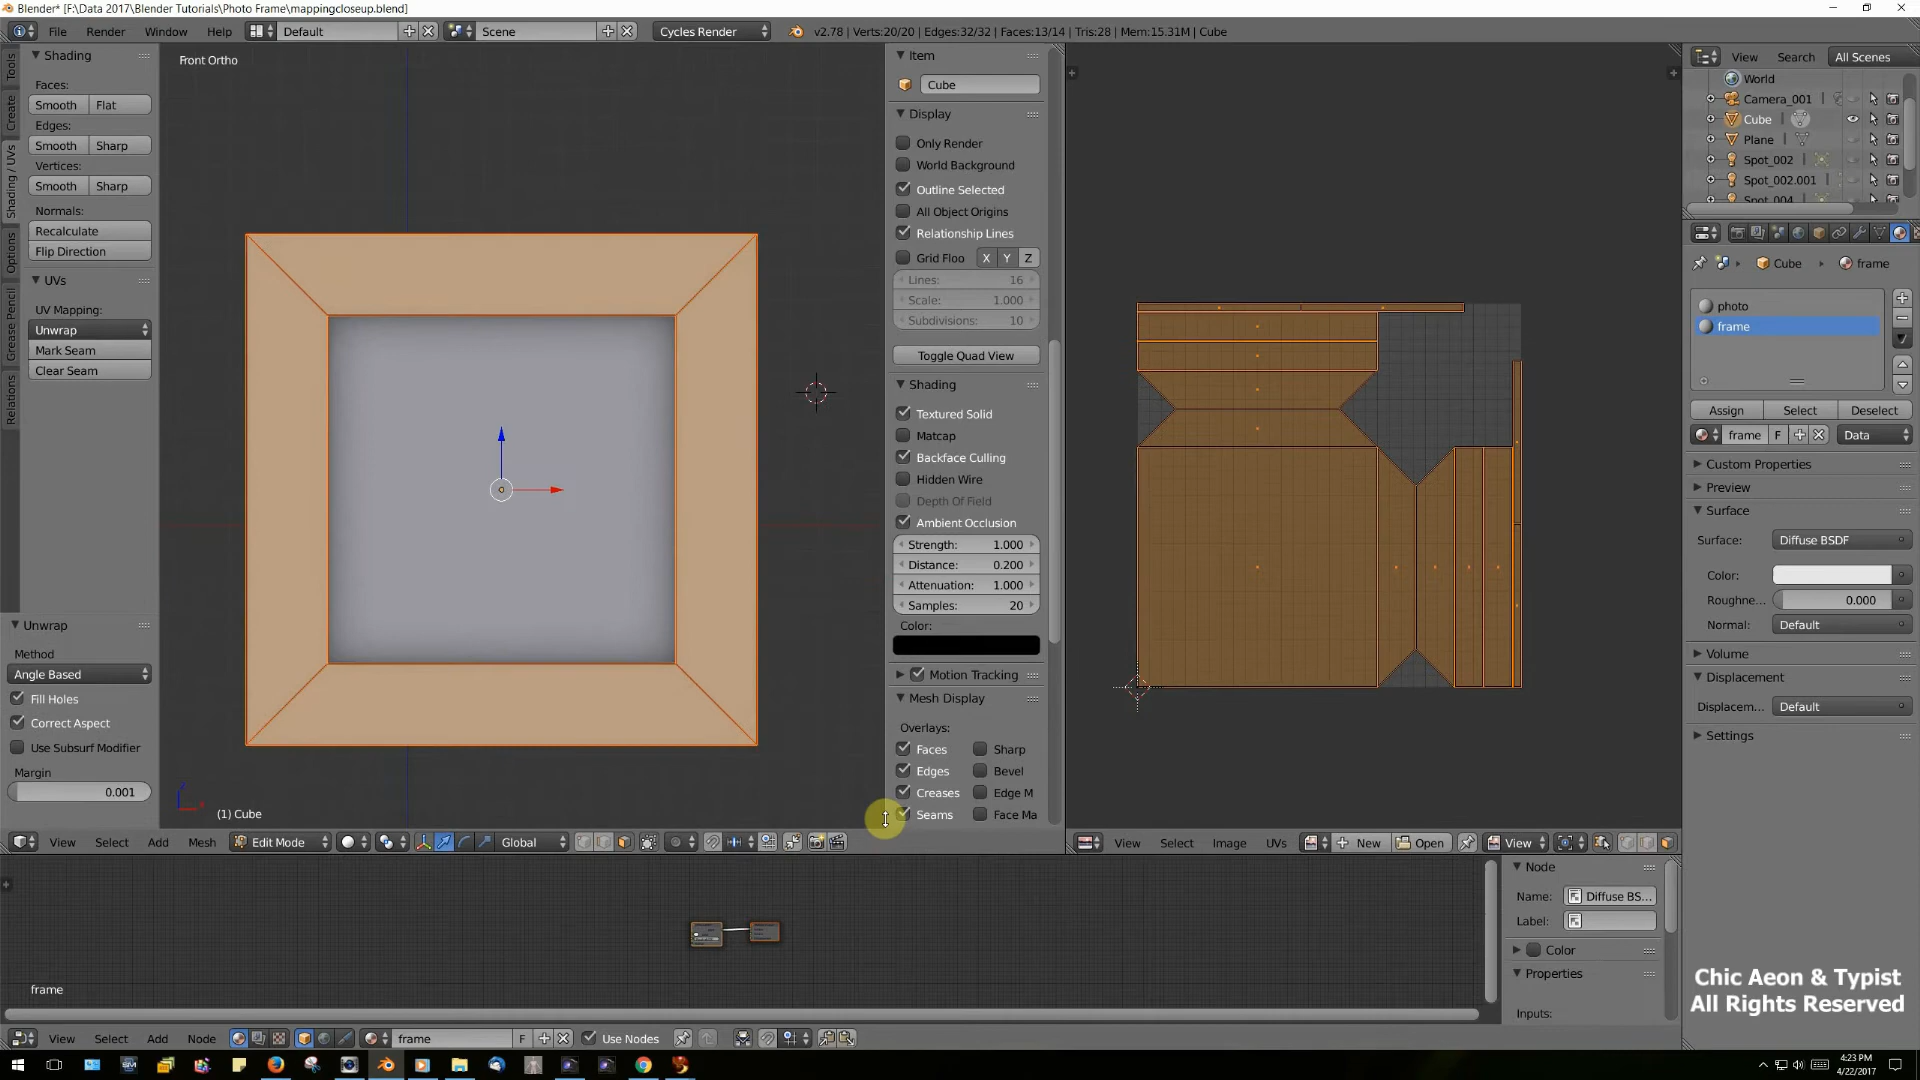 Blender* [F:\Data 2017\Blender Tutorials\Photo Frame\mappingcloseup.blend]
File Render Window Help Default Scene Cycles Render v2.78 | Verts:20/20 | Edges:32/32 | Faces:13/14 | Tris:28 | Mem:15.31M | Cube
Tools
Create
Shading / UVs
Options
Grease Pencil
Relations
Shading
Faces:
Smooth Flat
Edges:
Smooth Sharp
Vertices:
Smooth Sharp
Normals:
Recalculate
Flip Direction
UVs
UV Mapping:
Unwrap
Mark Seam
Clear Seam
Unwrap
Method
Angle Based
Fill Holes
Correct Aspect
Use Subsurf Modifier
Margin
0.001
Front Ortho
(1) Cube
Item
Cube
Display
Only Render
World Background
Outline Selected
All Object Origins
Relationship Lines
Grid Floo X Y Z
Lines: 16
Scale: 1.000
Subdivisions: 10
Toggle Quad View
Shading
Textured Solid
Matcap
Backface Culling
Hidden Wire
Depth Of Field
Ambient Occlusion
Strength: 1.000
Distance: 0.200
Attenuation: 1.000
Samples: 20
Color:
Motion Tracking
Mesh Display
Overlays:
Faces Sharp
Edges Bevel
Creases Edge M
Seams Face Ma
View Select Add Mesh Edit Mode Global
View Select Image UVs New Open View
View Search All Scenes
World
Camera_001
Cube
Plane
Spot_002
Spot_002.001
Spot_004
Cube frame
photo
frame
Assign Select Deselect
frame F Data
Custom Properties
Preview
Surface
Surface: Diffuse BSDF
Color:
Roughne... 0.000
Normal: Default
Volume
Displacement
Displacem... Default
Settings
frame
Node
Name: Diffuse BS...
Label:
Color
Properties
Inputs:
View Select Add Node frame F Use Nodes
Chic Aeon & Typist
All Rights Reserved
4:23 PM
4/22/2017